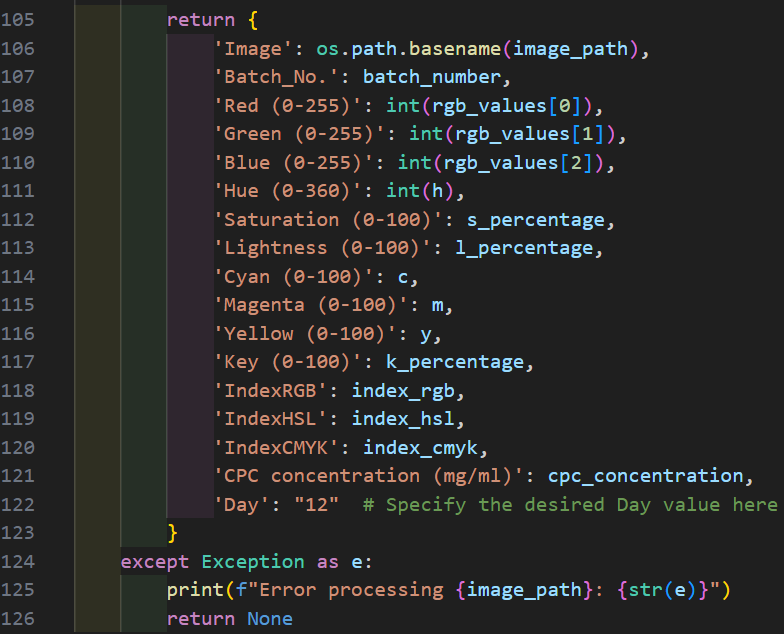 105 return {
106 'Image': os.path.basename(image_path),
107 'Batch_No.': batch_number,
108 'Red (0-255)': int(rgb_values[0]),
109 'Green (0-255)': int(rgb_values[1]),
110 'Blue (0-255)': int(rgb_values[2]),
111 'Hue (0-360)': int(h),
112 'Saturation (0-100)': s_percentage,
113 'Lightness (0-100)': l_percentage,
114 'Cyan (0-100)': c,
115 'Magenta (0-100)': m,
116 'Yellow (0-100)': y,
117 'Key (0-100)': k_percentage,
118 'IndexRGB': index_rgb,
119 'IndexHSL': index_hsl,
120 'IndexCMYK': index_cmyk,
121 'CPC concentration (mg/ml)': cpc_concentration,
122 'Day': "12"  # Specify the desired Day value here
123 }
124 except Exception as e:
125 print(f"Error processing {image_path}: {str(e)}")
126 return None